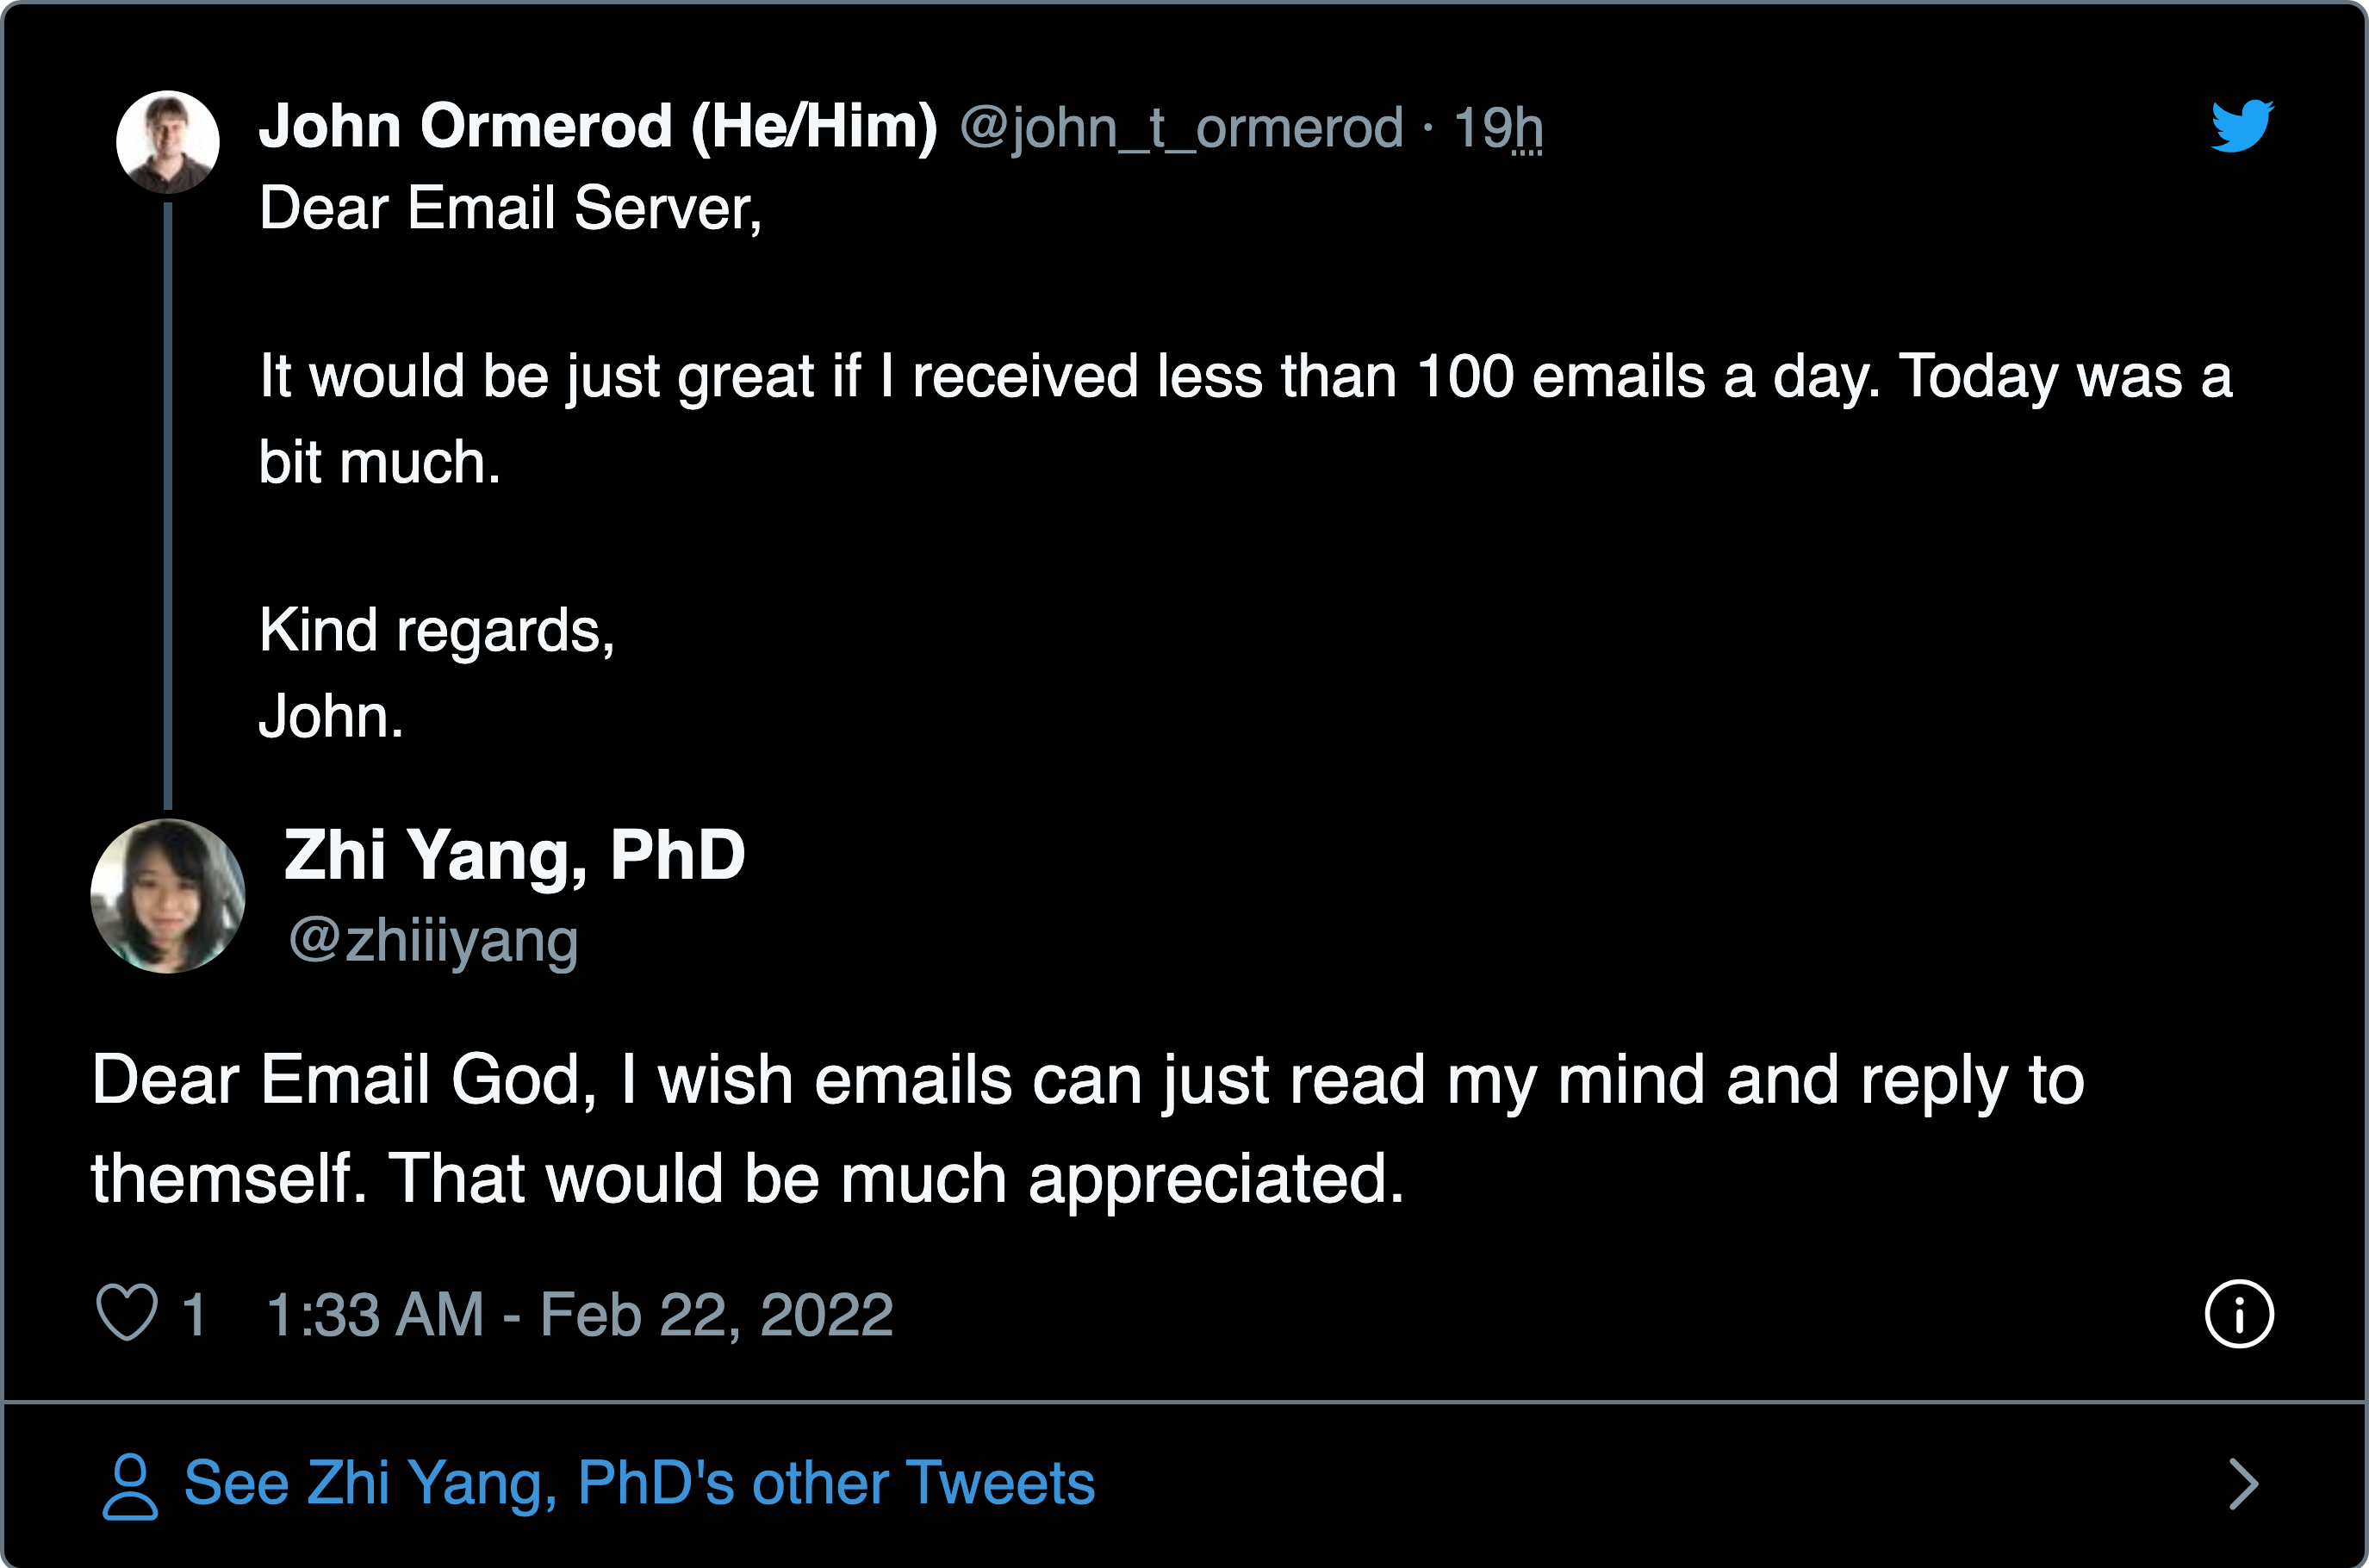 John Ormerod (He/Him) @john_t_ormerod · 19h
Dear Email Server,
It would be just great if I received less than 100 emails a day. Today was a
bit much.
Kind regards,
John.
Zhi Yang, PhD
@zhiiiyang
Dear Email God, I wish emails can just read my mind and reply to
themself. That would be much appreciated.
1 1:33 AM - Feb 22, 2022
See Zhi Yang, PhD's other Tweets